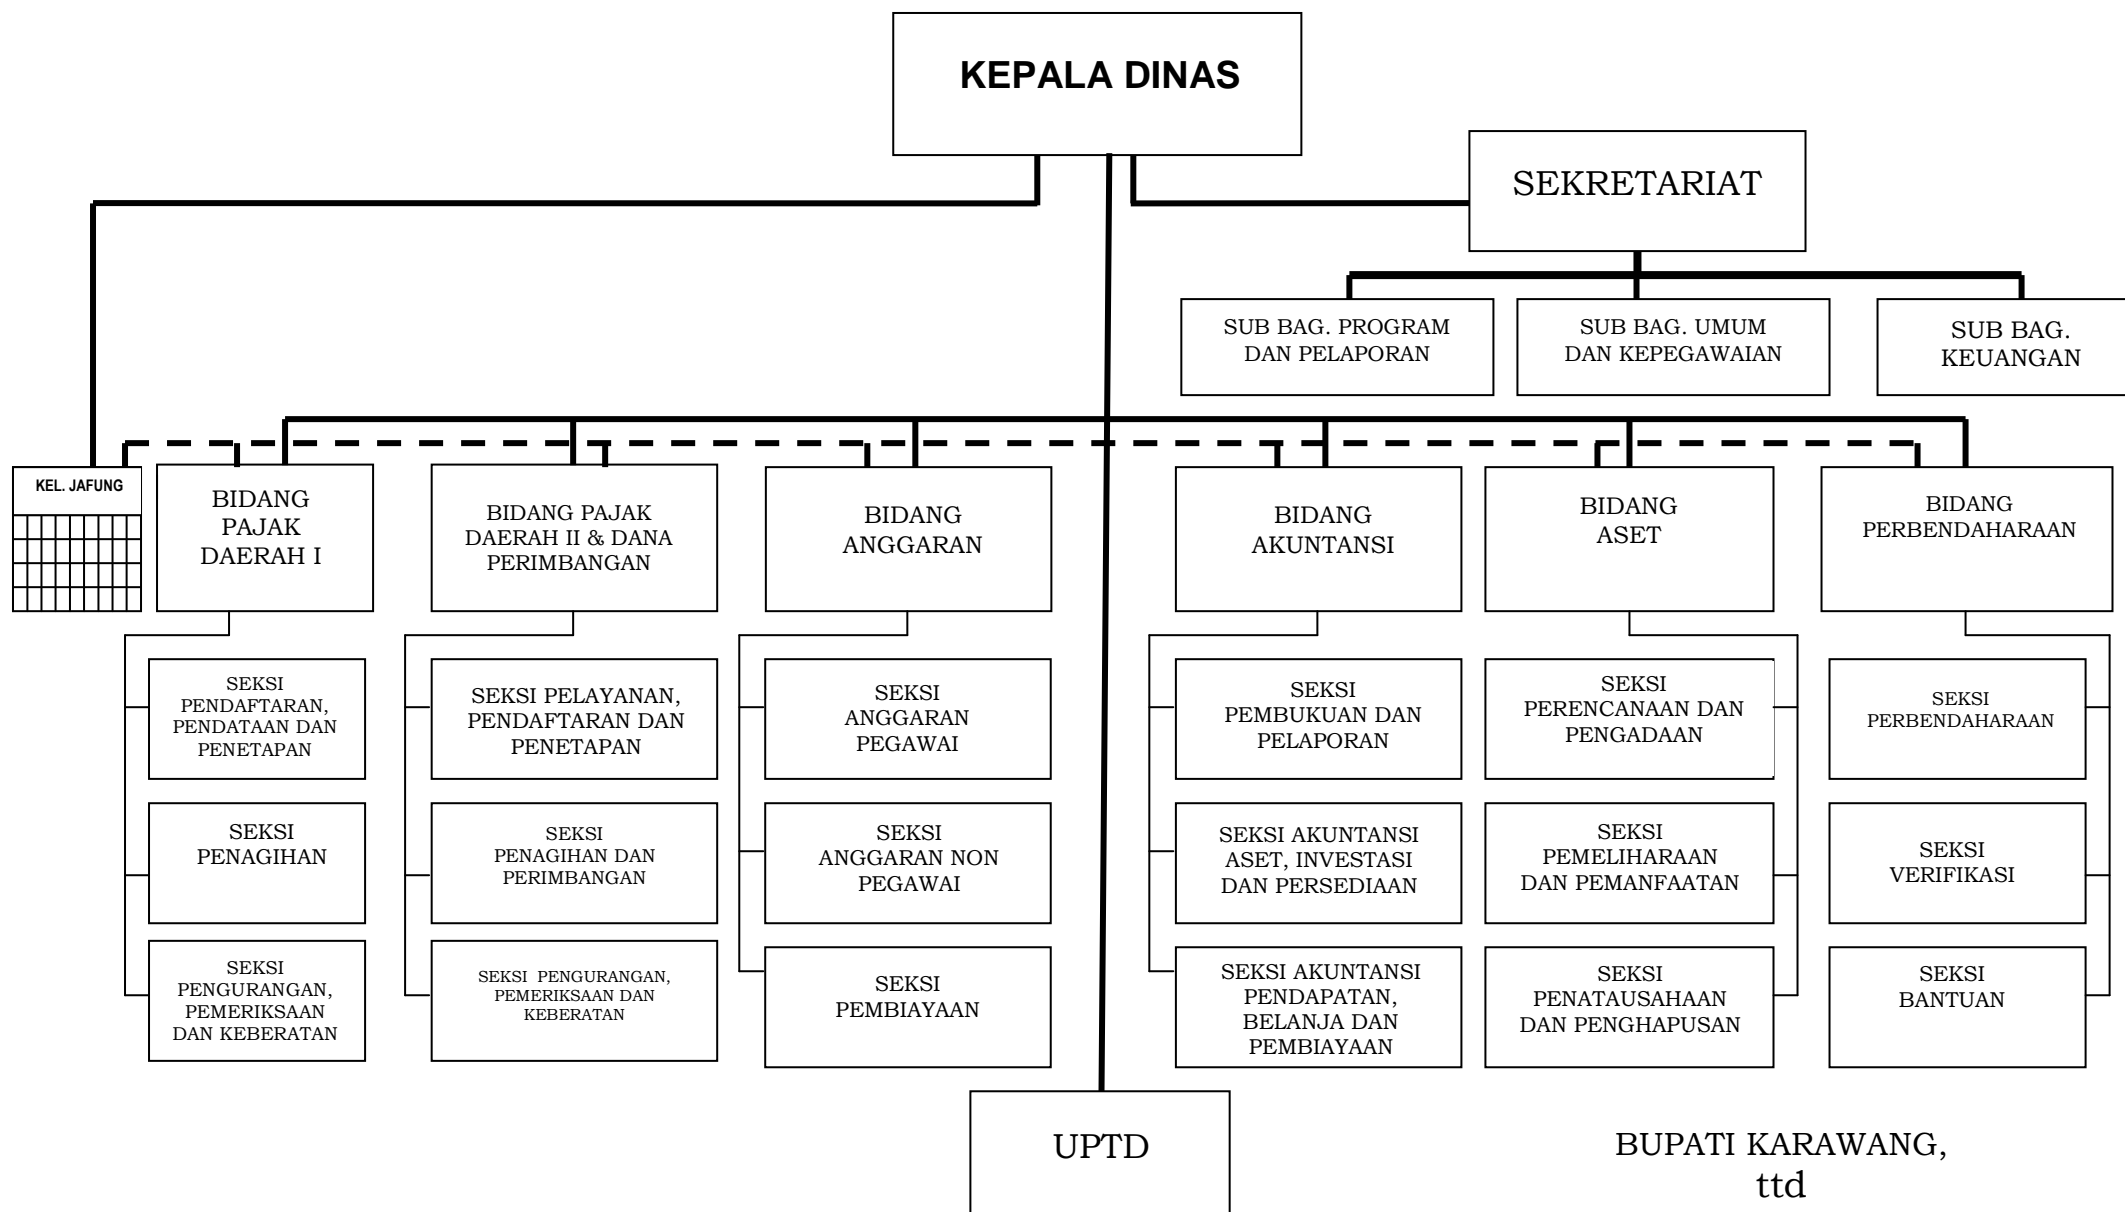 KEPALA DINAS
SEKRETARIAT
SUB BAG. PROGRAM
DAN PELAPORAN
SUB BAG. UMUM
DAN KEPEGAWAIAN
SUB BAG.
KEUANGAN
KEL. JAFUNG
BIDANG
PAJAK
DAERAH I
BIDANG PAJAK
DAERAH II & DANA
PERIMBANGAN
BIDANG
ANGGARAN
BIDANG
AKUNTANSI
BIDANG
ASET
BIDANG
PERBENDAHARAAN
SEKSI
PENDAFTARAN,
PENDATAAN DAN
PENETAPAN
SEKSI PELAYANAN,
PENDAFTARAN DAN
PENETAPAN
SEKSI
ANGGARAN
PEGAWAI
SEKSI
PEMBUKUAN DAN
PELAPORAN
SEKSI
PERENCANAAN DAN
PENGADAAN
SEKSI
PERBENDAHARAAN
SEKSI
PENAGIHAN
SEKSI
PENAGIHAN DAN
PERIMBANGAN
SEKSI
ANGGARAN NON
PEGAWAI
SEKSI AKUNTANSI
ASET, INVESTASI
DAN PERSEDIAAN
SEKSI
PEMELIHARAAN
DAN PEMANFAATAN
SEKSI
VERIFIKASI
SEKSI
PENGURANGAN,
PEMERIKSAAN
DAN KEBERATAN
SEKSI  PENGURANGAN,
PEMERIKSAAN DAN
KEBERATAN
SEKSI
PEMBIAYAAN
SEKSI AKUNTANSI
PENDAPATAN,
BELANJA DAN
PEMBIAYAAN
SEKSI
PENATAUSAHAAN
DAN PENGHAPUSAN
SEKSI
BANTUAN
UPTD
BUPATI KARAWANG,
ttd